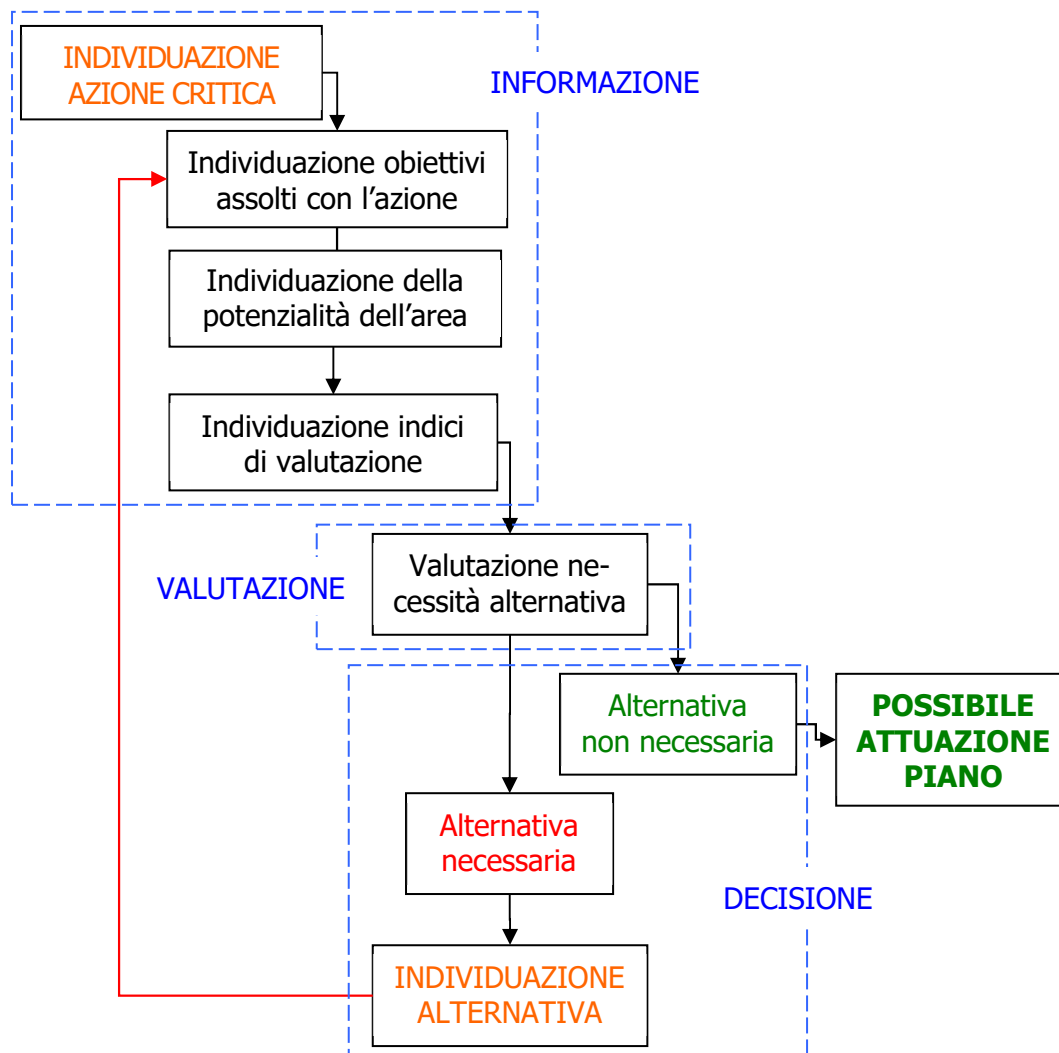 INDIVIDUAZIONE
AZIONE CRITICA
INFORMAZIONE
Individuazione obiettivi
assolti con l’azione
Individuazione della
potenzialità dell’area
Individuazione indici
di valutazione
VALUTAZIONE
Valutazione ne-
cessità alternativa
Alternativa
non necessaria
POSSIBILE
ATTUAZIONE
PIANO
Alternativa
necessaria
DECISIONE
INDIVIDUAZIONE
ALTERNATIVA